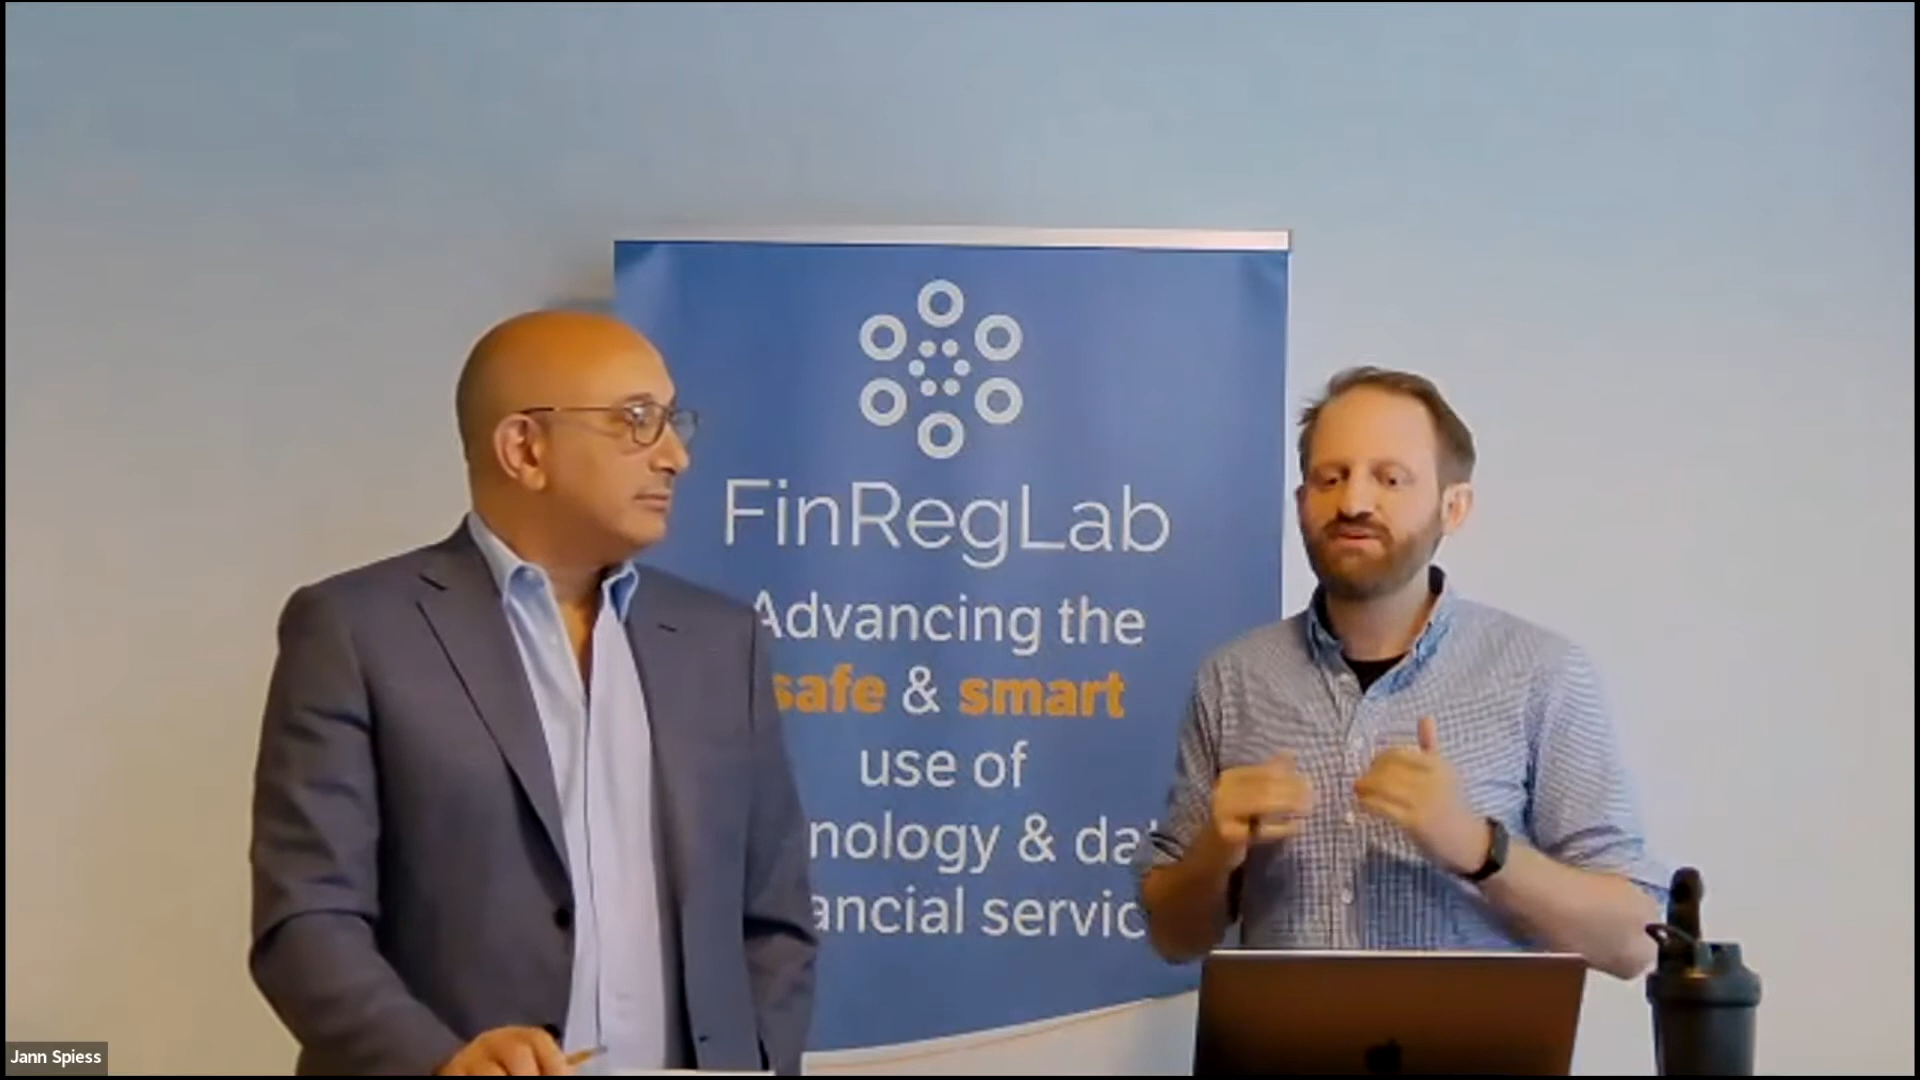 FinRegLab
Advancing the
safe & smart
use of
nology & da
ancial servic
Jann Spiess